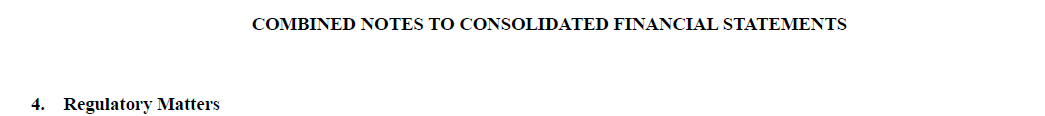 COMBINED NOTES TO CONSOLIDATED FINANCIAL STATEMENTS
4. Regulatory Matters